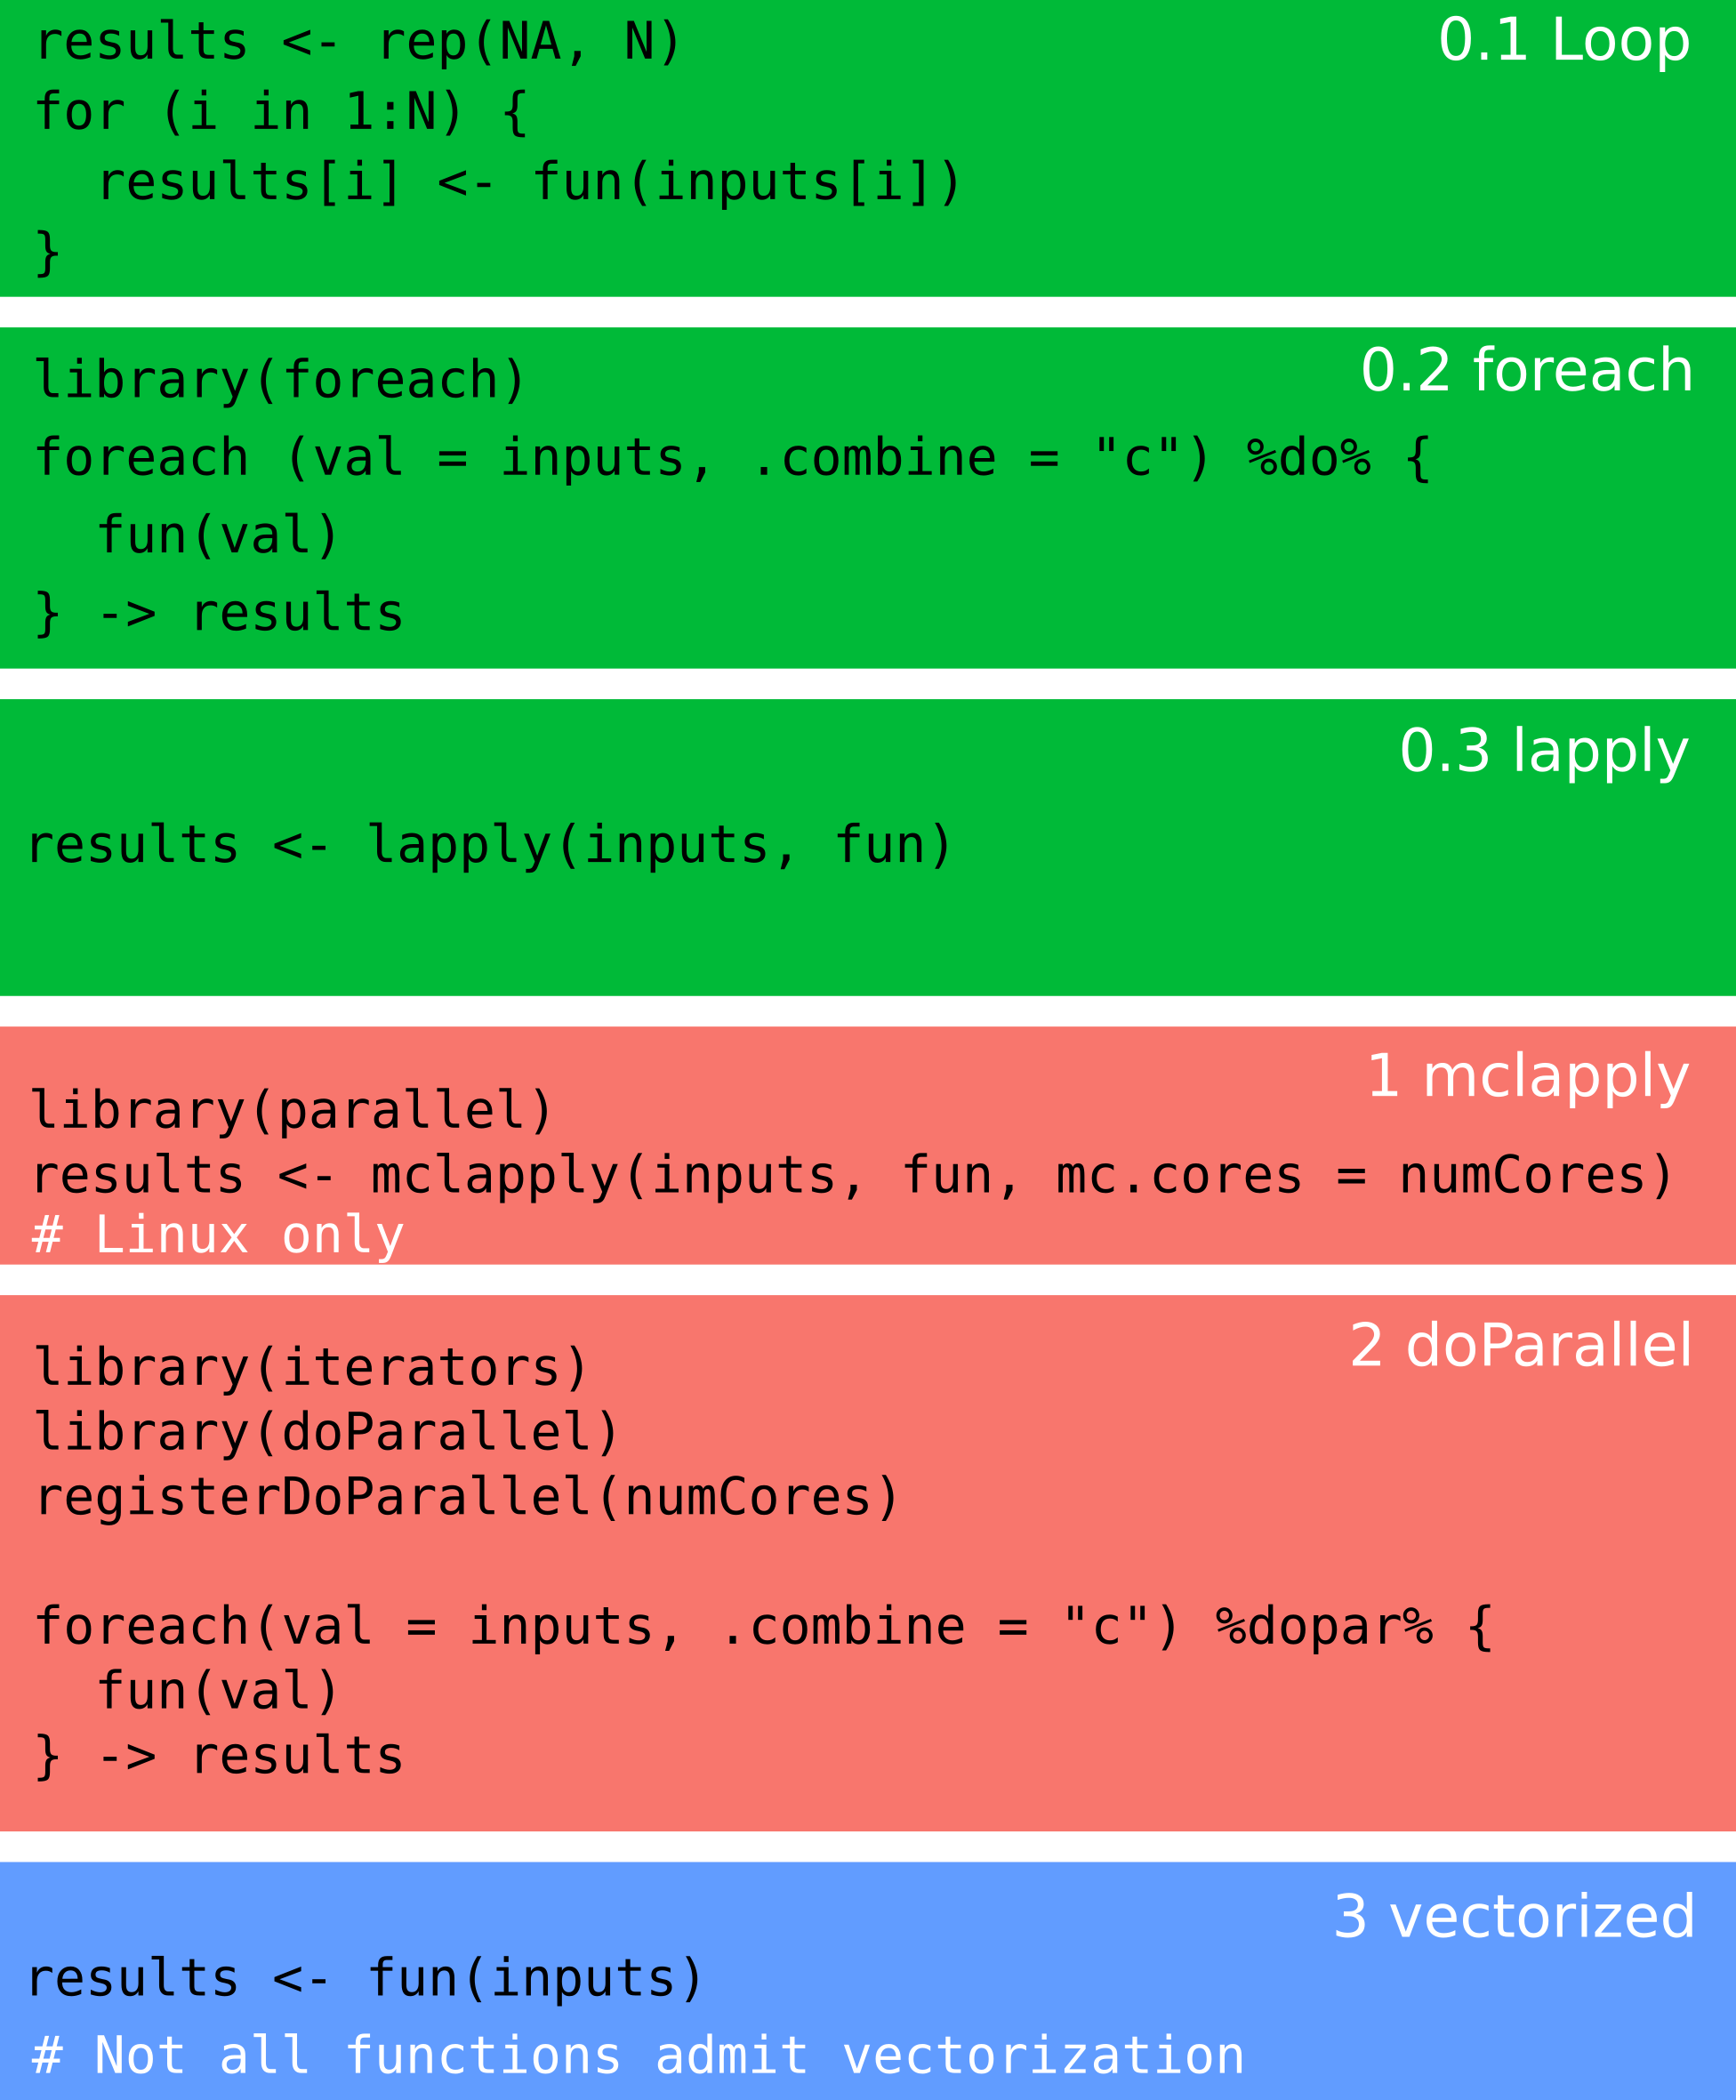 0.1 Loop
results <- rep(NA, N)
for (i in 1:N) {
  results[i] <- fun(inputs[i])
}
0.2 foreach
library(foreach)
foreach (val = inputs, .combine = "c") %do% {
  fun(val)
} -> results
0.3 lapply
results <- lapply(inputs, fun)
1 mclapply
library(parallel)
results <- mclapply(inputs, fun, mc.cores = numCores)
# Linux only
2 doParallel
library(iterators)
library(doParallel)
registerDoParallel(numCores)
foreach(val = inputs, .combine = "c") %dopar% {
  fun(val)
} -> results
3 vectorized
results <- fun(inputs)
# Not all functions admit vectorization